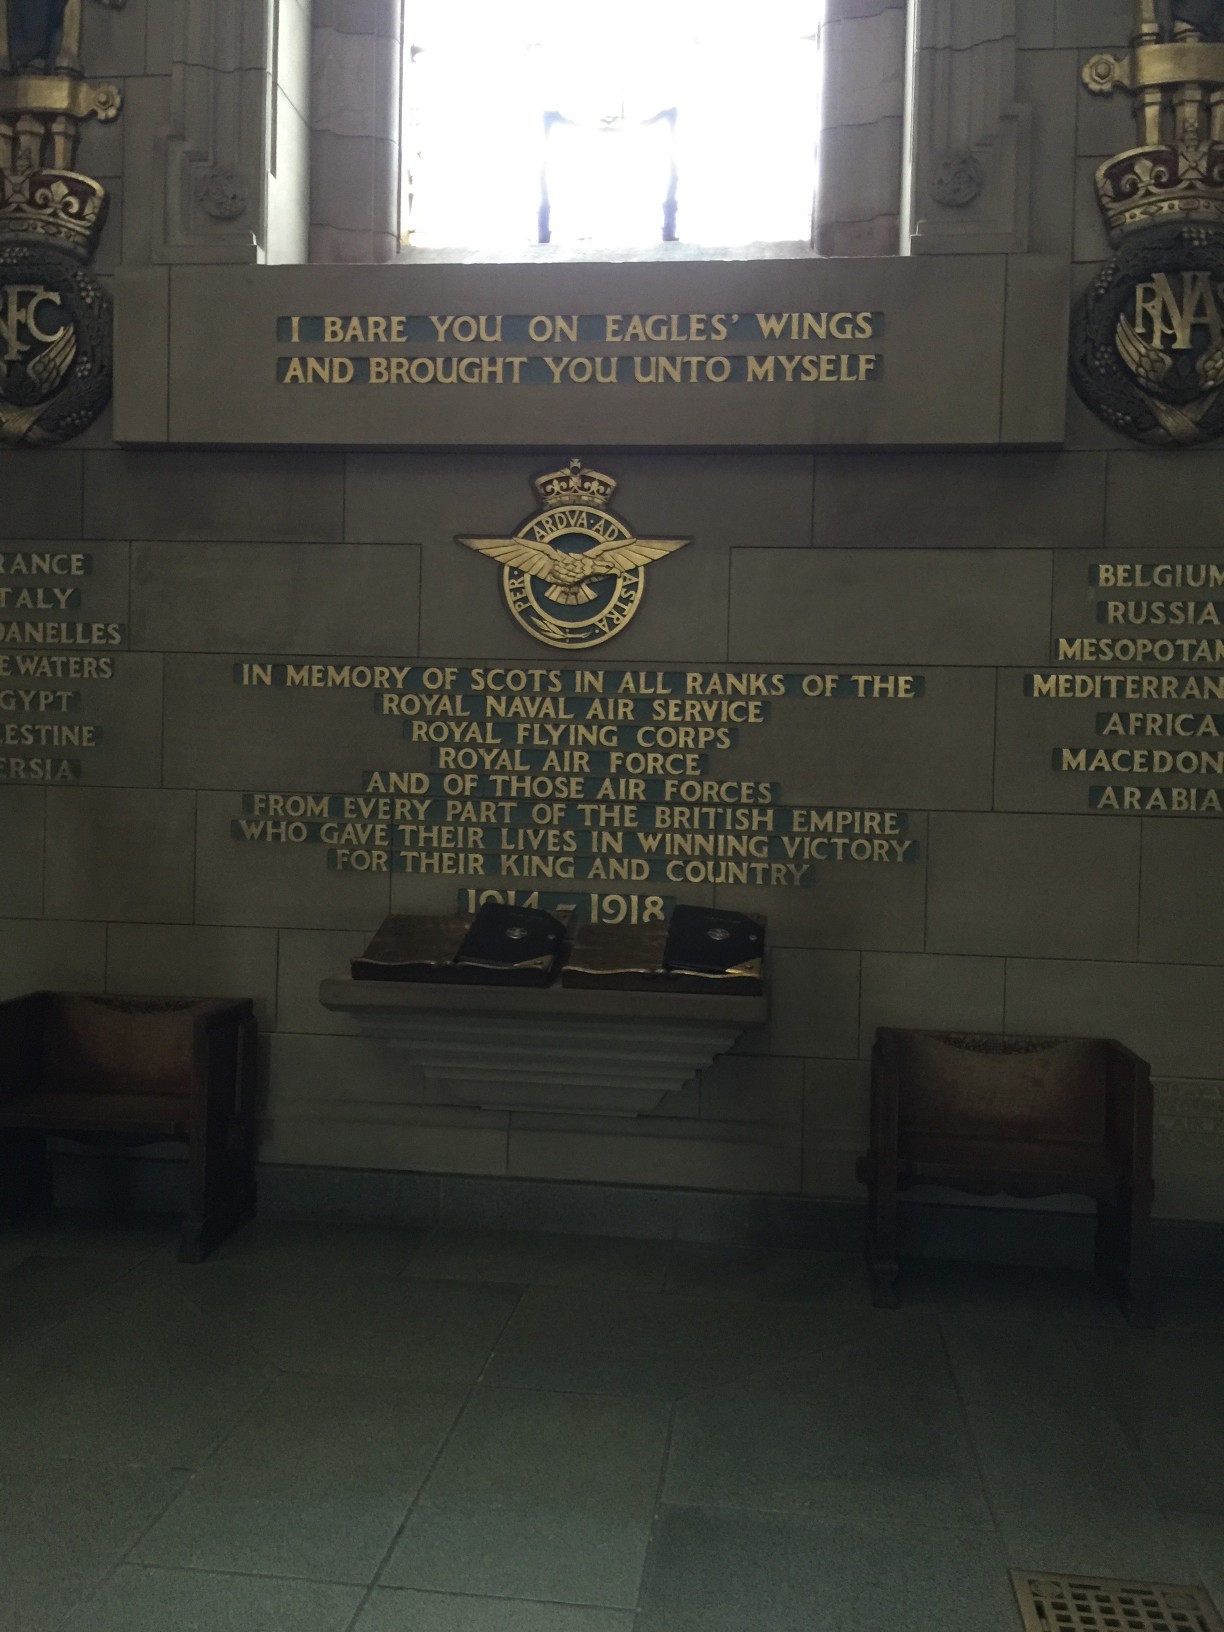 I BARE YOU ON EAGLES' WINGS
AND BROUGHT YOU UNTO MYSELF
RFC
PER · ARDVA · AD ASTRA
RANCE
TALY
DANELLES
E WATERS
GYPT
LESTINE
ERSIA
IN MEMORY OF SCOTS IN ALL RANKS OF THE
ROYAL NAVAL AIR SERVICE
ROYAL FLYING CORPS
ROYAL AIR FORCE
AND OF THOSE AIR FORCES
FROM EVERY PART OF THE BRITISH EMPIRE
WHO GAVE THEIR LIVES IN WINNING VICTORY
FOR THEIR KING AND COUNTRY
1914 - 1918
BELGIUM
RUSSIA
MESOPOTAM
MEDITERRAN
AFRICA
MACEDON
ARABIA